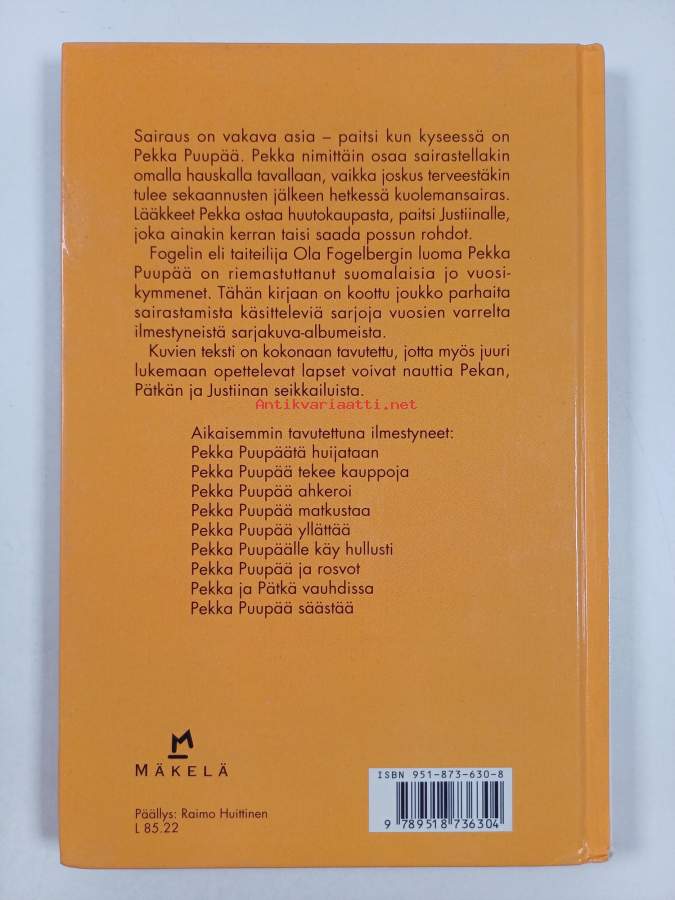 Sairaus on vakava asia – paitsi kun kyseessä on
Pekka Puupää. Pekka nimittäin osaa sairastellakin
omalla hauskalla tavallaan, vaikka joskus terveestäkin
tulee sekaannusten jälkeen hetkessä kuolemansairas.
Lääkkeet Pekka ostaa huutokaupasta, paitsi Justiinalle,
joka ainakin kerran taisi saada possun rohdot.
Fogelin eli taiteilija Ola Fogelbergin luoma Pekka
Puupää on riemastuttanut suomalaisia jo vuosi-
kymmenet. Tähän kirjaan on koottu joukko parhaita
sairastamista käsitteleviä sarjoja vuosien varrelta
ilmestyneistä sarjakuva-albumeista.
Kuvien teksti on kokonaan tavutettu, jotta myös juuri
lukemaan opettelevat lapset voivat nauttia Pekan,
Pätkän ja Justiinan seikkailuista.
Antikvariaatti.net
Aikaisemmin tavutettuna ilmestyneet:
Pekka Puupäätä huijataan
Pekka Puupää tekee kauppoja
Pekka Puupää ahkeroi
Pekka Puupää matkustaa
Pekka Puupää yllättää
Pekka Puupäälle käy hullusti
Pekka Puupää ja rosvot
Pekka ja Pätkä vauhdissa
Pekka Puupää säästää
M
MÄKELÄ
Päällys: Raimo Huittinen
L 85.22
ISBN 951-873-630-8
9 789518 736304